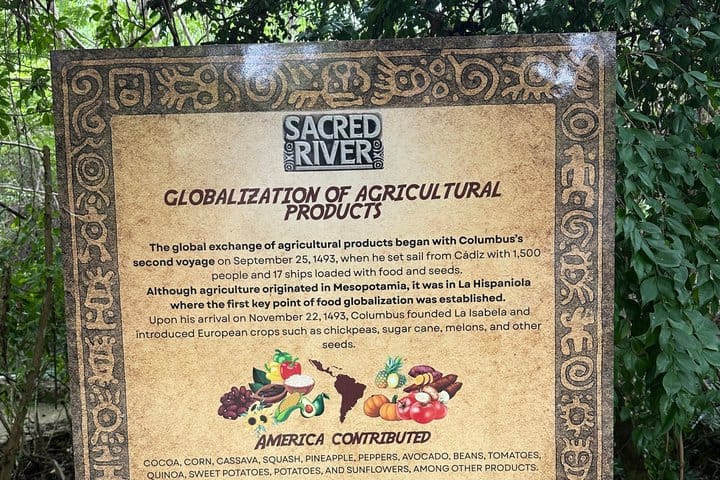 SACRED
RIVER
GLOBALIZATION OF AGRICULTURAL
PRODUCTS
The global exchange of agricultural products began with Columbus's
second voyage on September 25, 1493, when he set sail from Cádiz with 1,500
people and 17 ships loaded with food and seeds.
Although agriculture originated in Mesopotamia, it was in La Hispaniola
where the first key point of food globalization was established.
Upon his arrival on November 22, 1493, Columbus founded La Isabela and
introduced European crops such as chickpeas, sugar cane, melons, and other
seeds.
AMERICA CONTRIBUTED
COCOA, CORN, CASSAVA, SQUASH, PINEAPPLE, PEPPERS, AVOCADO, BEANS, TOMATOES,
QUINOA, SWEET POTATOES, POTATOES, AND SUNFLOWERS, AMONG OTHER PRODUCTS.